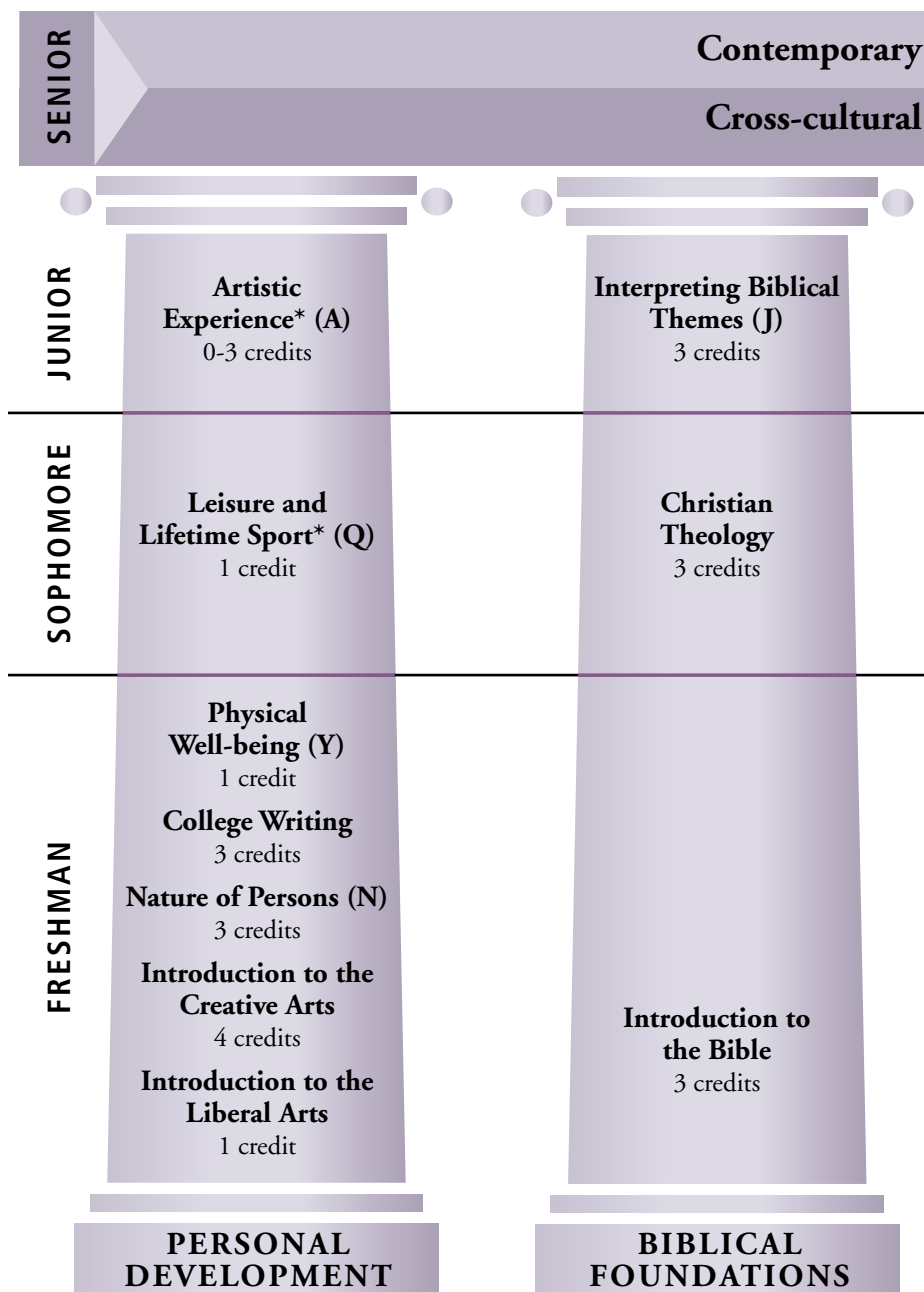 SENIOR
Contemporary
Cross-cultural
JUNIOR
Artistic
Experience* (A)
0-3 credits
Interpreting Biblical
Themes (J)
3 credits
SOPHOMORE
Leisure and
Lifetime Sport* (Q)
1 credit
Christian
Theology
3 credits
FRESHMAN
Physical
Well-being (Y)
1 credit
College Writing
3 credits
Nature of Persons (N)
3 credits
Introduction to the
Creative Arts
4 credits
Introduction to the
Liberal Arts
1 credit
Introduction to
the Bible
3 credits
PERSONAL
DEVELOPMENT
BIBLICAL
FOUNDATIONS